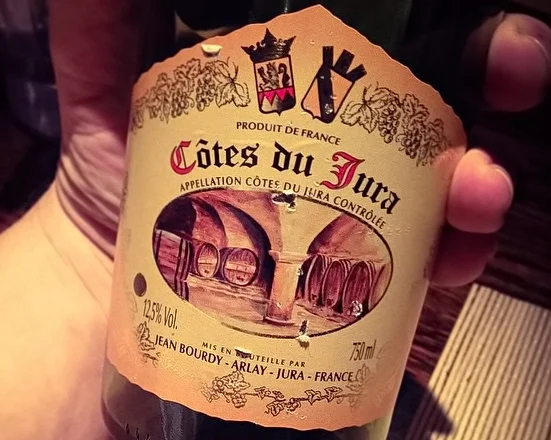 PRODUIT DE FRANCE
Côtes du Jura
APPELLATION CÔTES DU JURA CONTRÔLÉE
12,5% Vol.
750 ml
MIS EN BOUTEILLE PAR
JEAN BOURDY - ARLAY - JURA - FRANCE